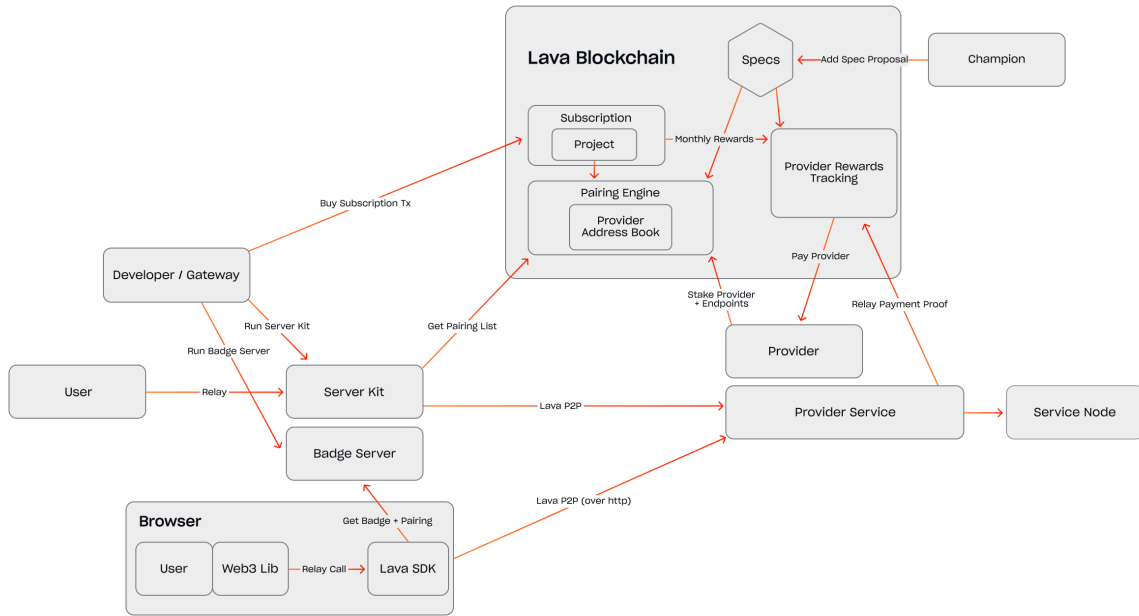 Lava Blockchain
Specs
Add Spec Proposal
Champion
Subscription
Project
Monthly Rewards
Provider Rewards
Tracking
Pairing Engine
Provider
Address Book
Buy Subscription Tx
Developer / Gateway
Pay Provider
Stake Provider
+ Endpoints
Relay Payment Proof
Run Server Kit
Get Pairing List
Run Badge Server
Provider
User
Relay
Server Kit
Lava P2P
Provider Service
Service Node
Badge Server
Lava P2P (over http)
Browser
Get Badge + Pairing
User
Web3 Lib
Relay Call
Lava SDK